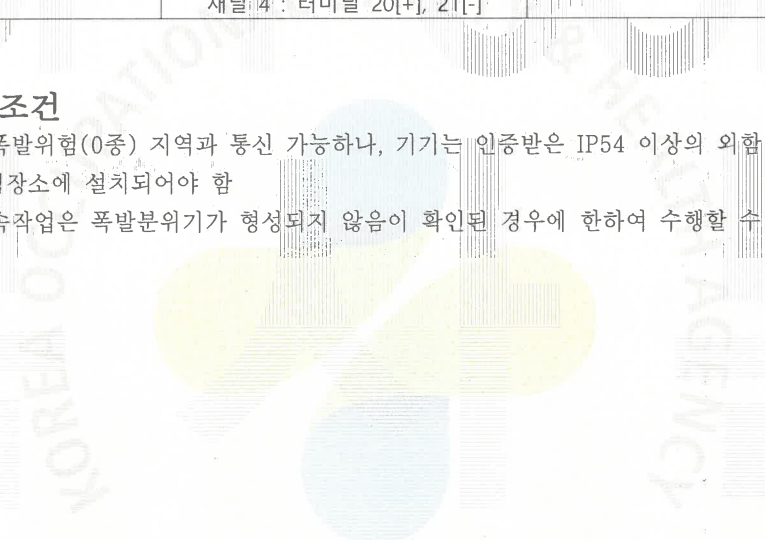 채널 4 : 터미널 20[+], 21[-]
조건
폭발위험(0종) 지역과 통신 가능하나, 기기는 인증받은 IP54 이상의 외함
장소에 설치되어야 함
작업은 폭발분위기가 형성되지 않음이 확인된 경우에 한하여 수행할 수
KOREA OCCUPATIONAL & HEALTH AGENCY